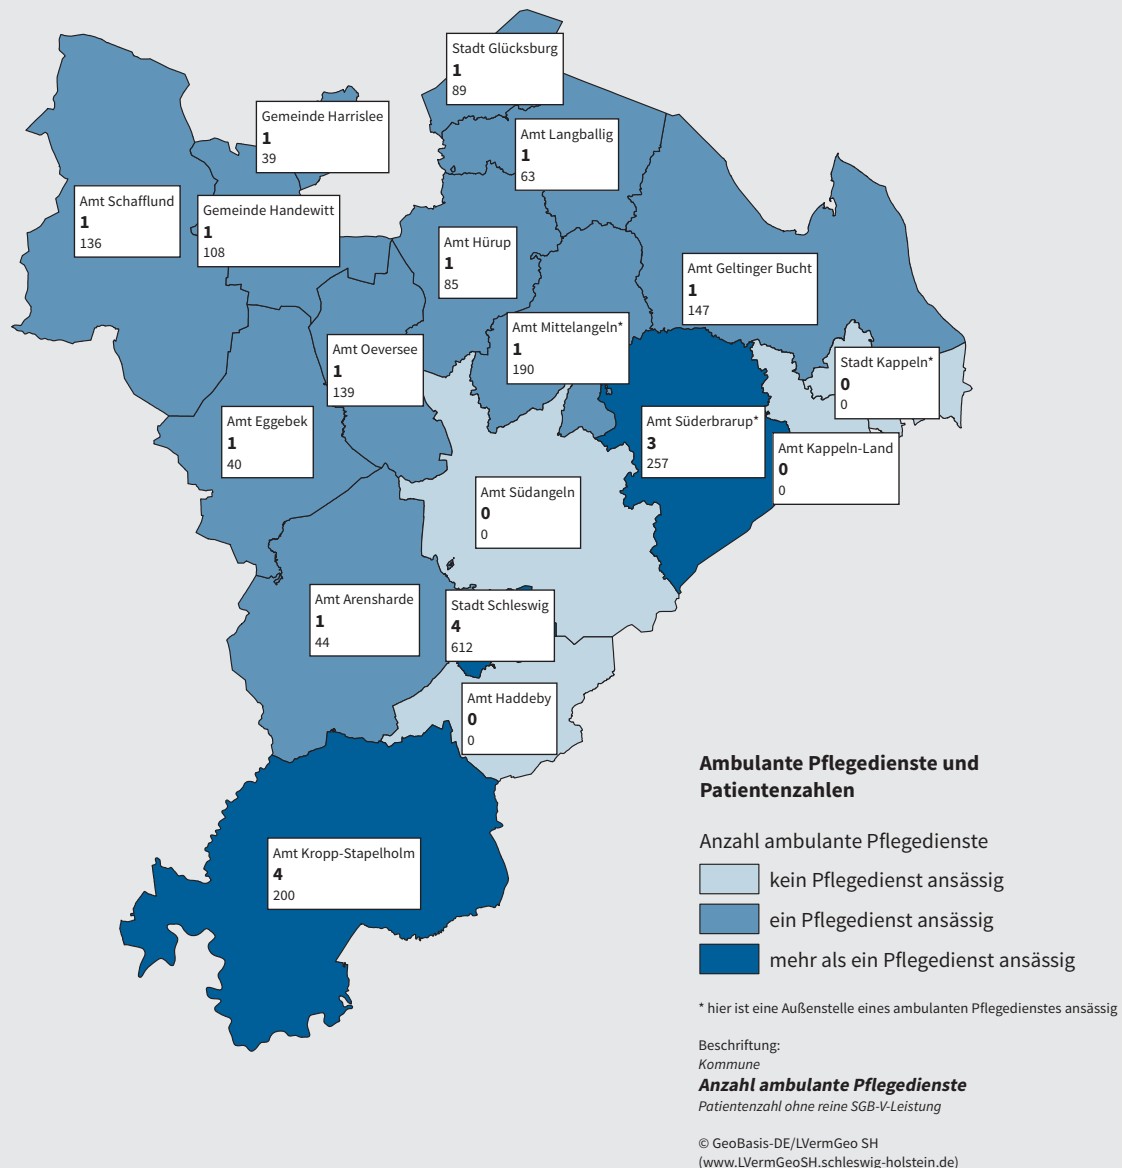 Stadt Glücksburg
1
89
Gemeinde Harrislee
1
39
Amt Langballig
1
63
Amt Schafflund
1
136
Gemeinde Handewitt
1
108
Amt Hürup
1
85
Amt Geltinger Bucht
1
147
Amt Mittelangeln*
1
190
Amt Oeversee
1
139
Stadt Kappeln*
0
0
Amt Eggebek
1
40
Amt Süderbrarup*
3
257
Amt Kappeln-Land
0
0
Amt Südangeln
0
0
Amt Arensharde
1
44
Stadt Schleswig
4
612
Amt Haddeby
0
0
Amt Kropp-Stapelholm
4
200
Ambulante Pflegedienste und
Patientenzahlen
Anzahl ambulante Pflegedienste
kein Pflegedienst ansässig
ein Pflegedienst ansässig
mehr als ein Pflegedienst ansässig
* hier ist eine Außenstelle eines ambulanten Pflegedienstes ansässig
Beschriftung:
Kommune
Anzahl ambulante Pflegedienste
Patientenzahl ohne reine SGB-V-Leistung
© GeoBasis-DE/LVermGeo SH
(www.LVermGeoSH.schleswig-holstein.de)